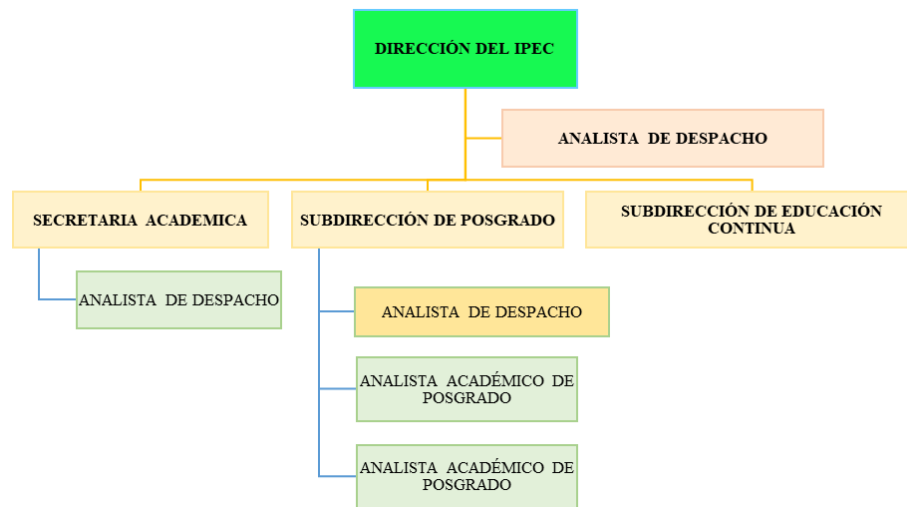 DIRECCIÓN DEL IPEC
ANALISTA DE DESPACHO
SECRETARIA ACADEMICA
SUBDIRECCIÓN DE POSGRADO
SUBDIRECCIÓN DE EDUCACIÓN
CONTINUA
ANALISTA DE DESPACHO
ANALISTA DE DESPACHO
ANALISTA ACADÉMICO DE
POSGRADO
ANALISTA ACADÉMICO DE
POSGRADO